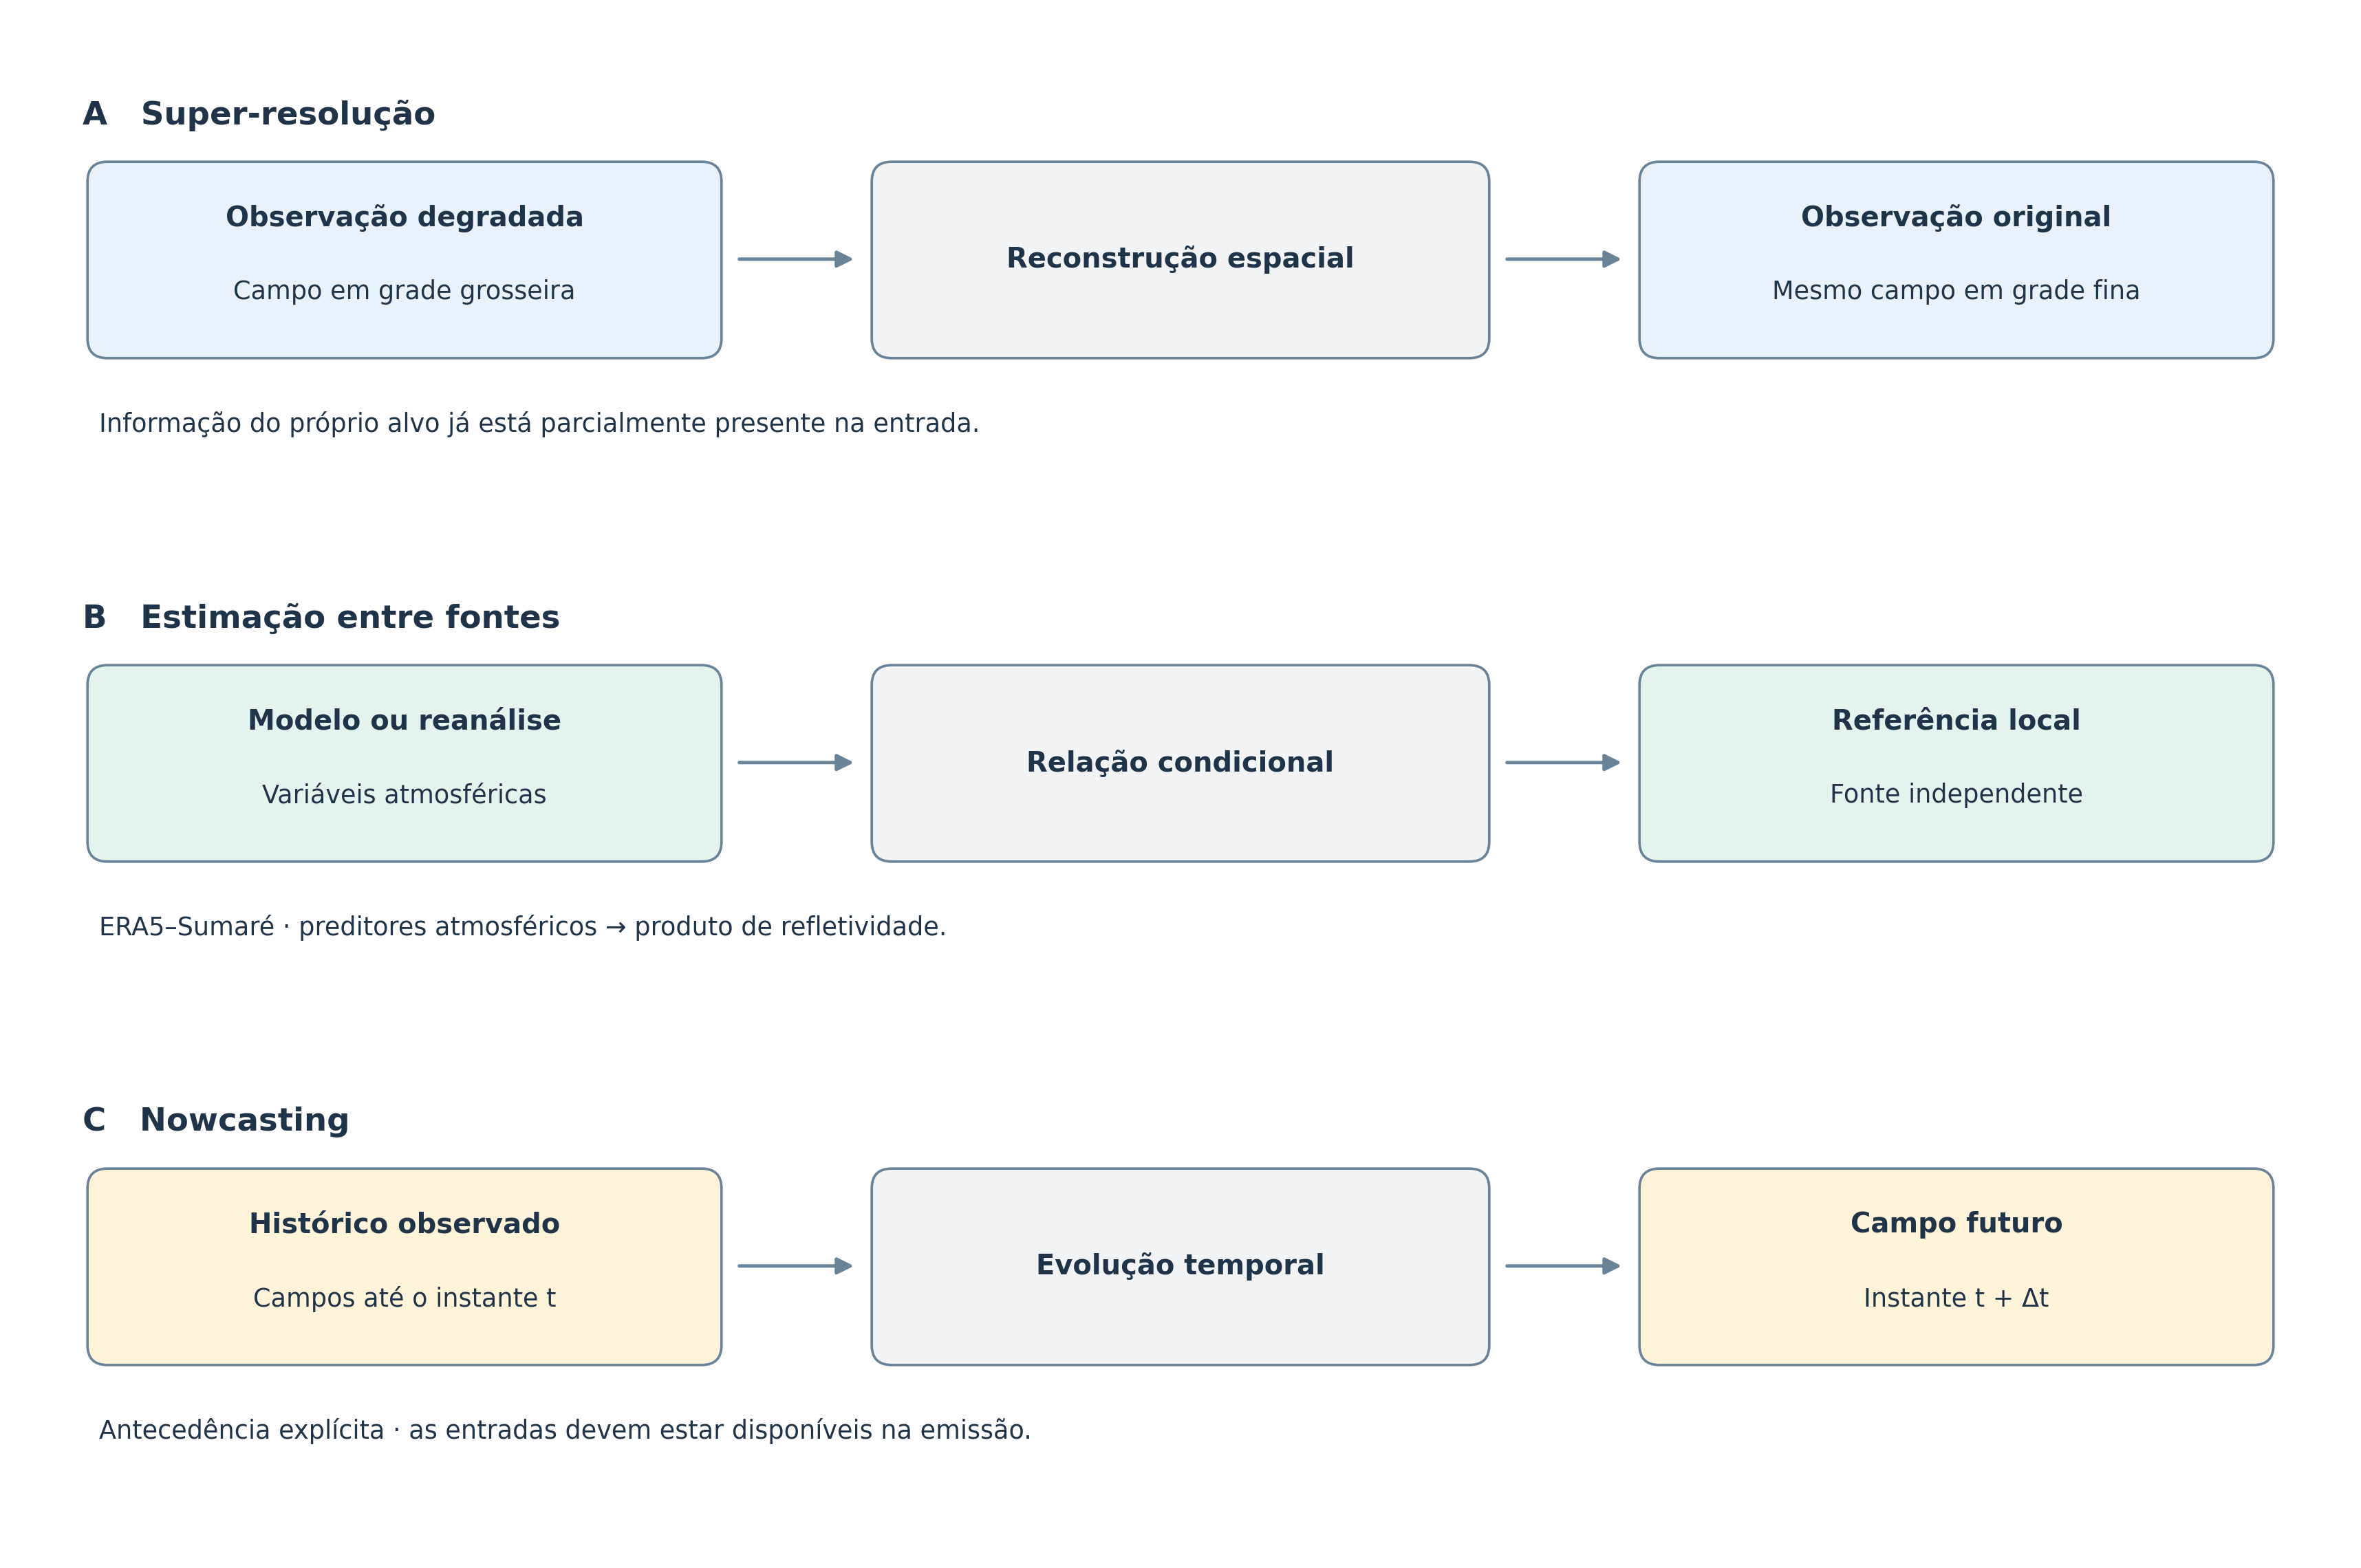 A Super-resolução
Observação degradada
Campo em grade grosseira
Reconstrução espacial
Observação original
Mesmo campo em grade fina
Informação do próprio alvo já está parcialmente presente na entrada.
B Estimação entre fontes
Modelo ou reanálise
Variáveis atmosféricas
Relação condicional
Referência local
Fonte independente
ERA5–Sumaré · preditores atmosféricos → produto de refletividade.
C Nowcasting
Histórico observado
Campos até o instante t
Evolução temporal
Campo futuro
Instante t + Δt
Antecedência explícita · as entradas devem estar disponíveis na emissão.